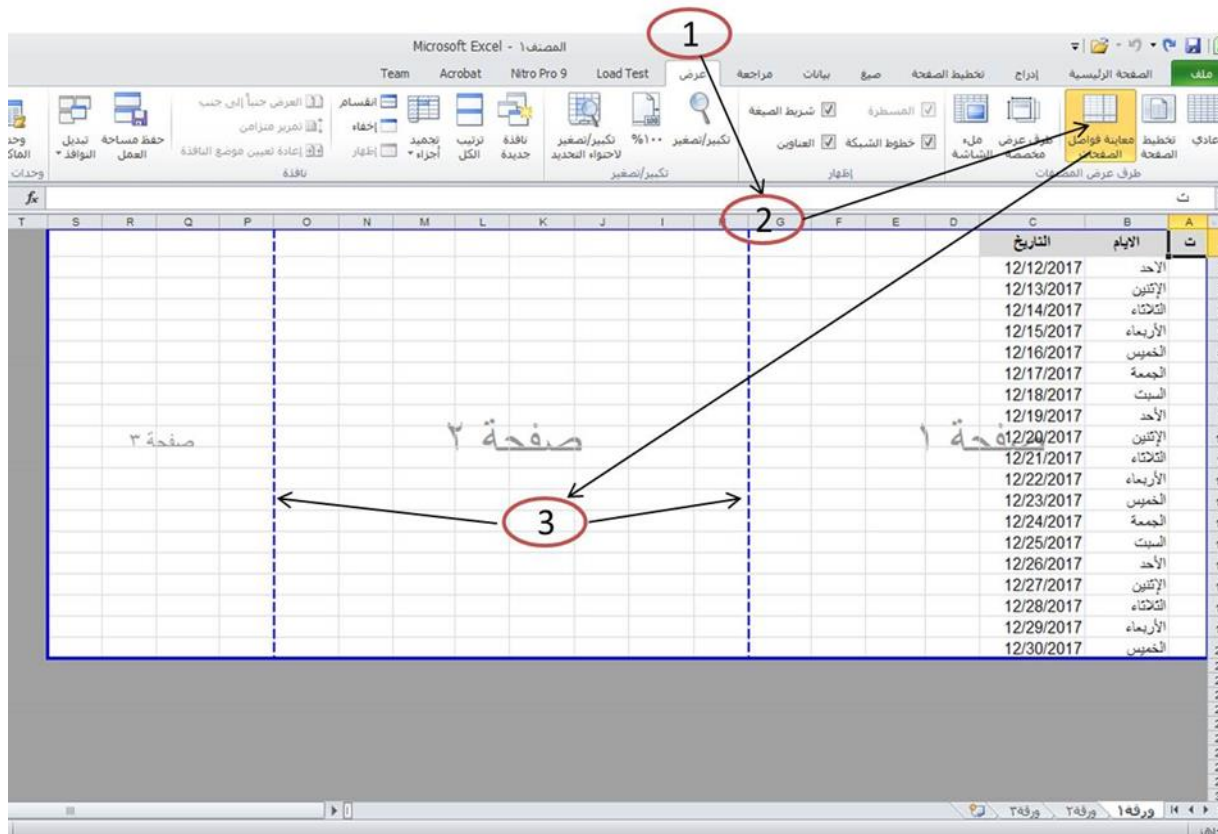 1
المصنف١ - Microsoft Excel
ملف الصفحة الرئيسية إدراج تخطيط الصفحة صيغ بيانات مراجعة عرض Load Test Nitro Pro 9 Acrobat Team
عادي تخطيط الصفحة معاينة فواصل الصفحات طرق عرض مخصصة ملء الشاشة
المسطرة شريط الصيغة
خطوط الشبكة العناوين
تكبير/تصغير ١٠٠% تكبير/تصغير لاحتواء التحديد
نافذة جديدة ترتيب الكل تجميد أجزاء
انقسام
إخفاء
إظهار
العرض جنباً إلى جنب
تمرير متزامن
إعادة تعيين موضع النافذة
حفظ مساحة العمل تبديل النوافذ
طرق عرض المصنفات إظهار تكبير/تصغير نافذة وحدات
ت fx
2
A B C D E F G H I J K L M N O P Q R S T
ت الايام التاريخ
الاحد 12/12/2017
الإثنين 12/13/2017
الثلاثاء 12/14/2017
الأربعاء 12/15/2017
الخميس 12/16/2017
الجمعة 12/17/2017
السبت 12/18/2017
الأحد 12/19/2017
الإثنين 12/20/2017
الثلاثاء 12/21/2017
الأربعاء 12/22/2017
الخميس 12/23/2017
الجمعة 12/24/2017
السبت 12/25/2017
الأحد 12/26/2017
الإثنين 12/27/2017
الثلاثاء 12/28/2017
الأربعاء 12/29/2017
الخميس 12/30/2017
صفحة ١
صفحة ٢
صفحة ٣
3
ورقة١ ورقة٢ ورقة٣